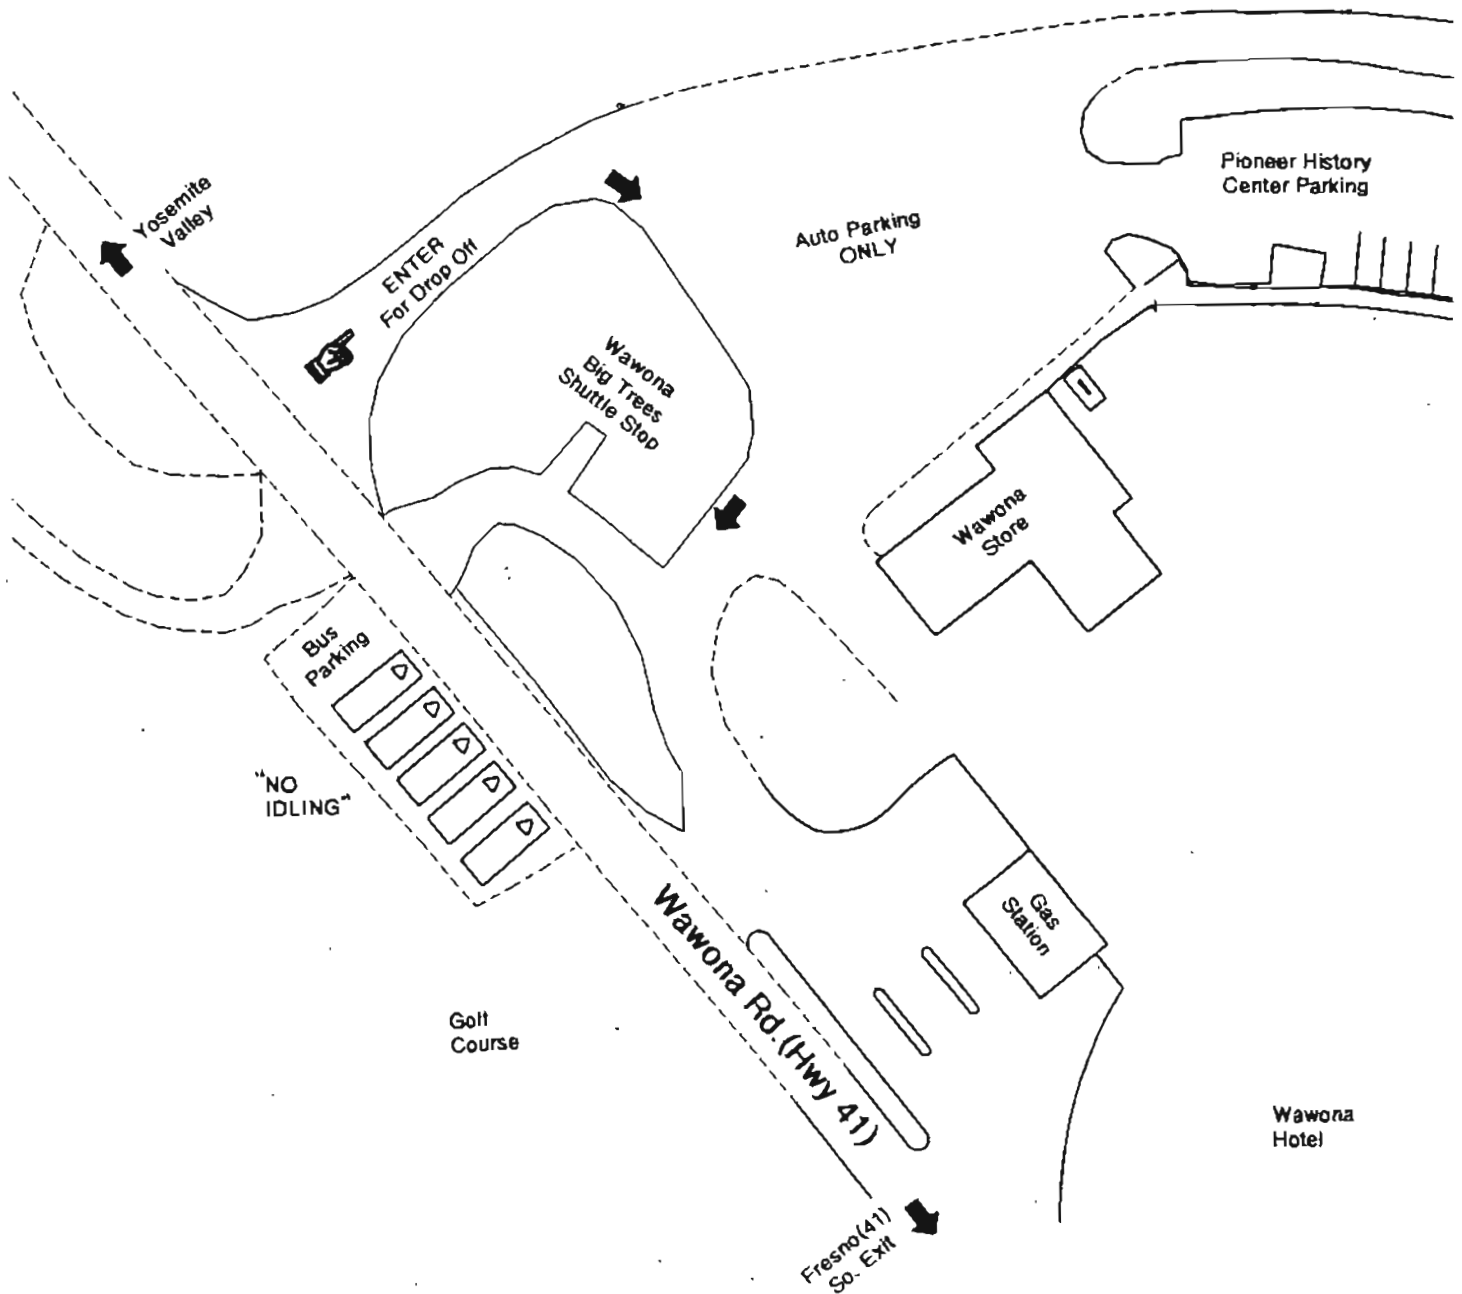 Pioneer History
Center Parking
Yosemite
Valley
Auto Parking
ONLY
ENTER
For Drop Off
Wawona
Big Trees
Shuttle Stop
Wawona
Store
Bus
Parking
"NO
IDLING"
Wawona Rd. (Hwy 41)
Gas
Station
Golf
Course
Wawona
Hotel
Fresno (41)
So. Exit